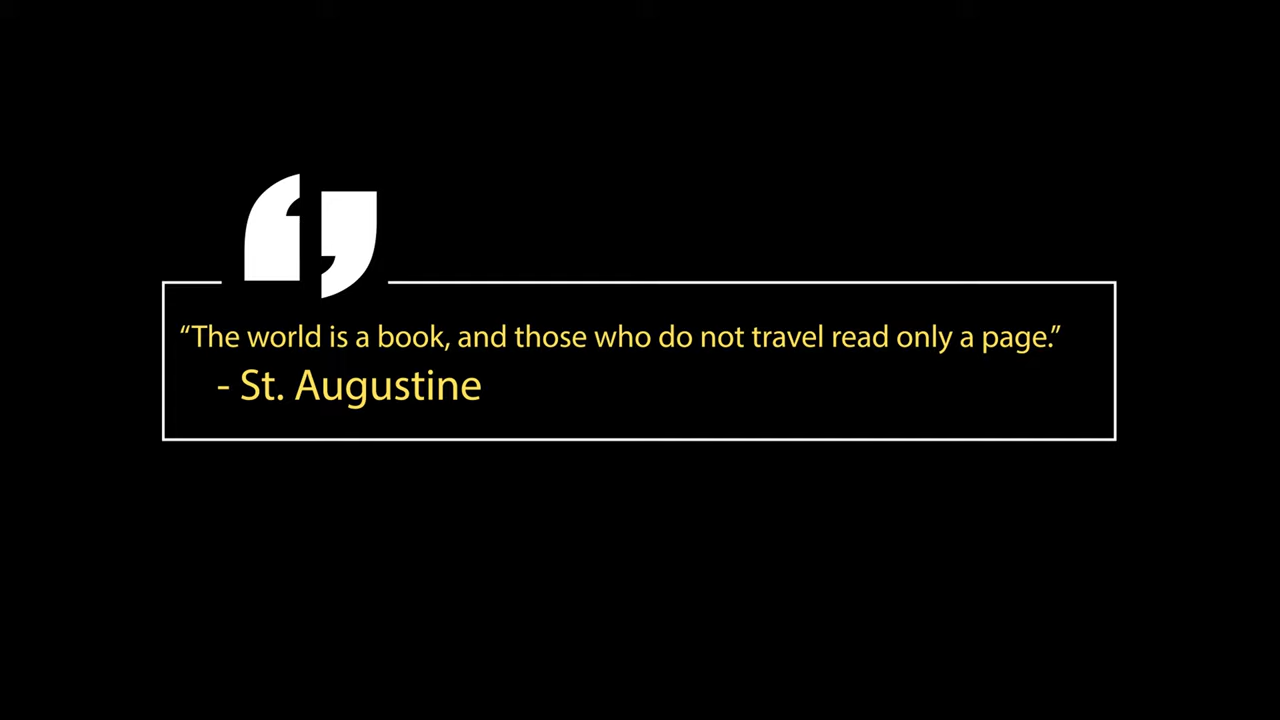 “The world is a book, and those who do not travel read only a page.”
- St. Augustine